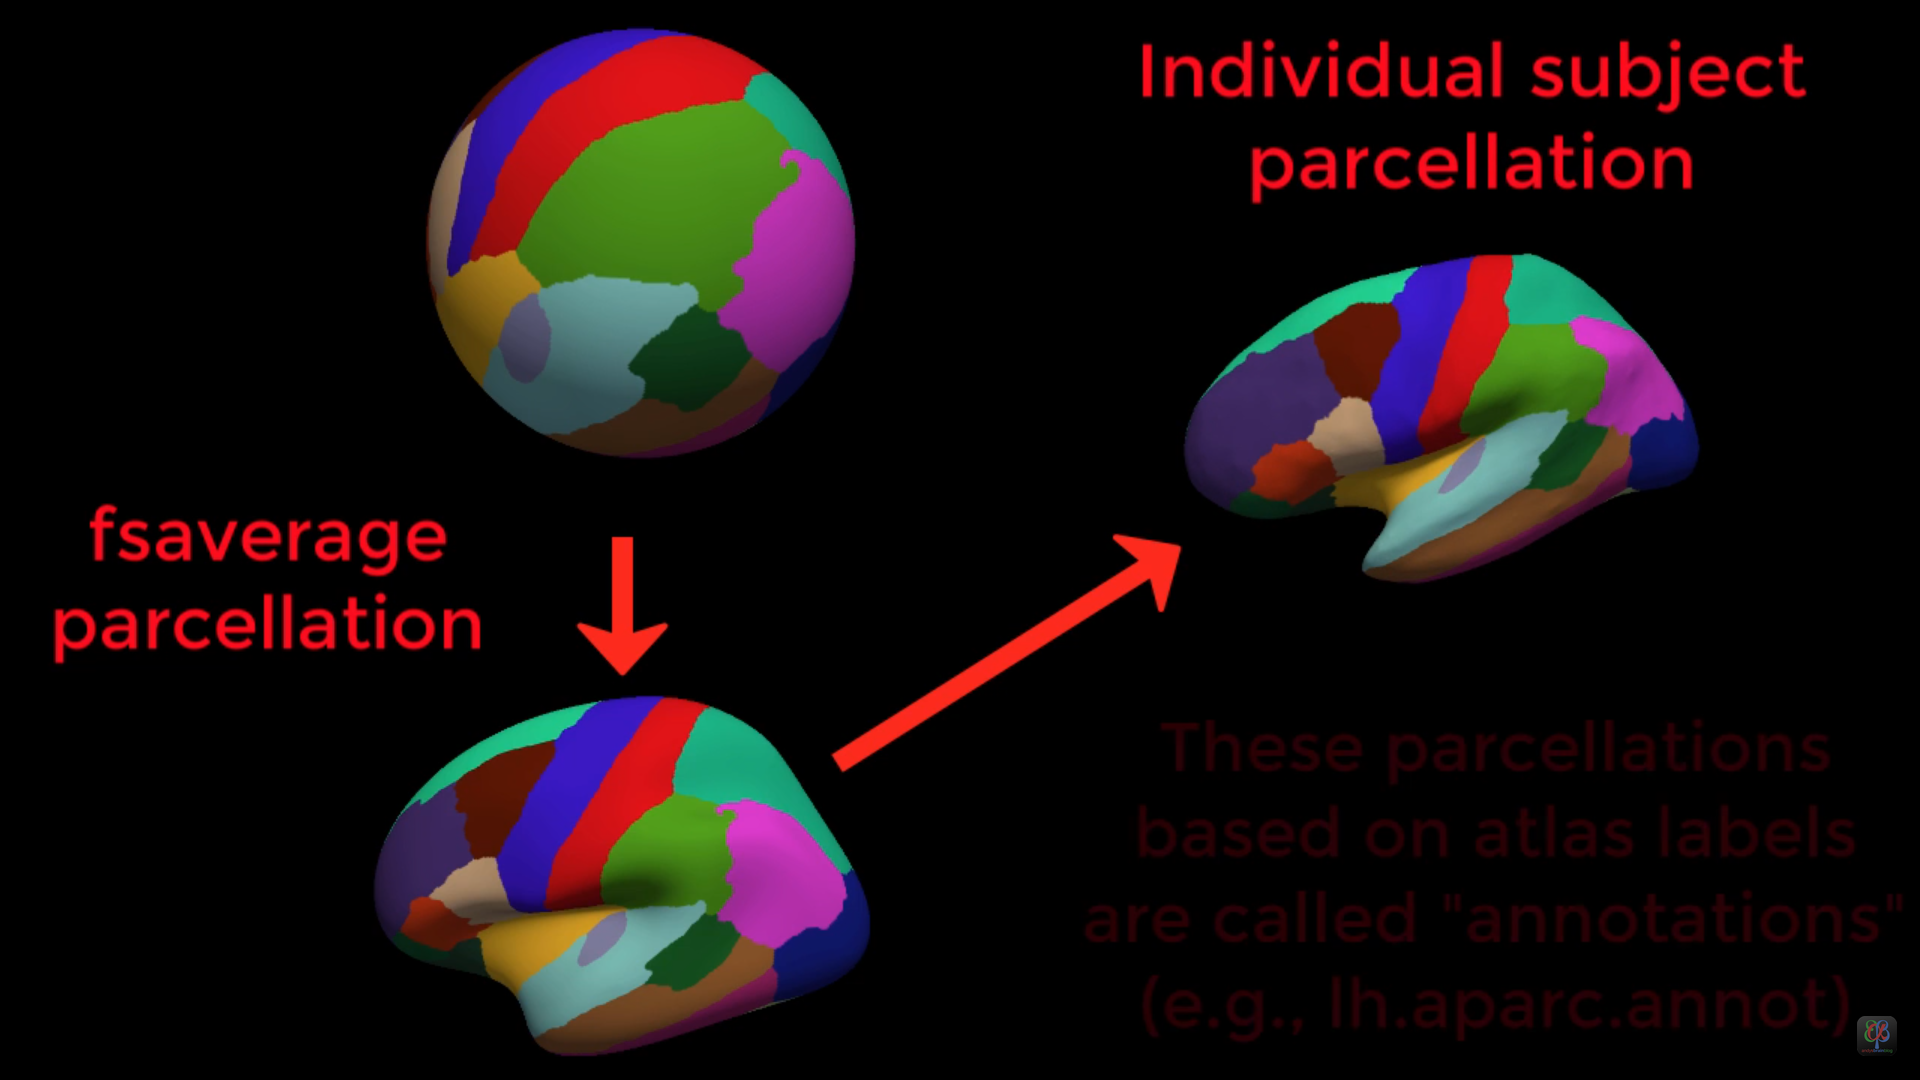 Individual subject
parcellation
fsaverage
parcellation
These parcellations
based on atlas labels
are called "annotations"
(e.g., lh.aparc.annot)